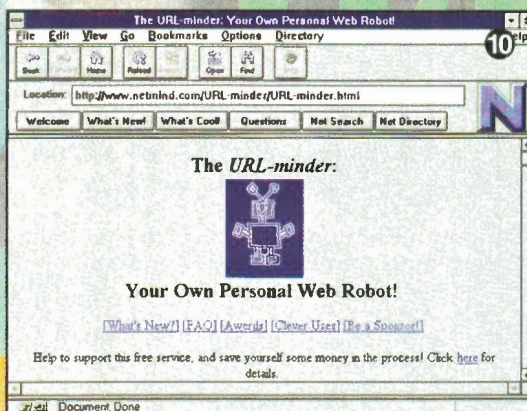 The URL-minder: Your Own Personal Web Robot!
File Edit View Go Bookmarks Options Directory elp
10
Back Home Reload Open Find
Location: http://www.netmind.com/URL-minder/URL-minder.html
N
Welcome What's New! What's Cool! Questions Net Search Net Directory
The URL-minder:
Your Own Personal Web Robot!
[What's New?] [FAQ] [Awards] [Clever Uses] [Be a Sponsor!]
Help to support this free service, and save yourself some money in the process! Click here for
details.
Document Done